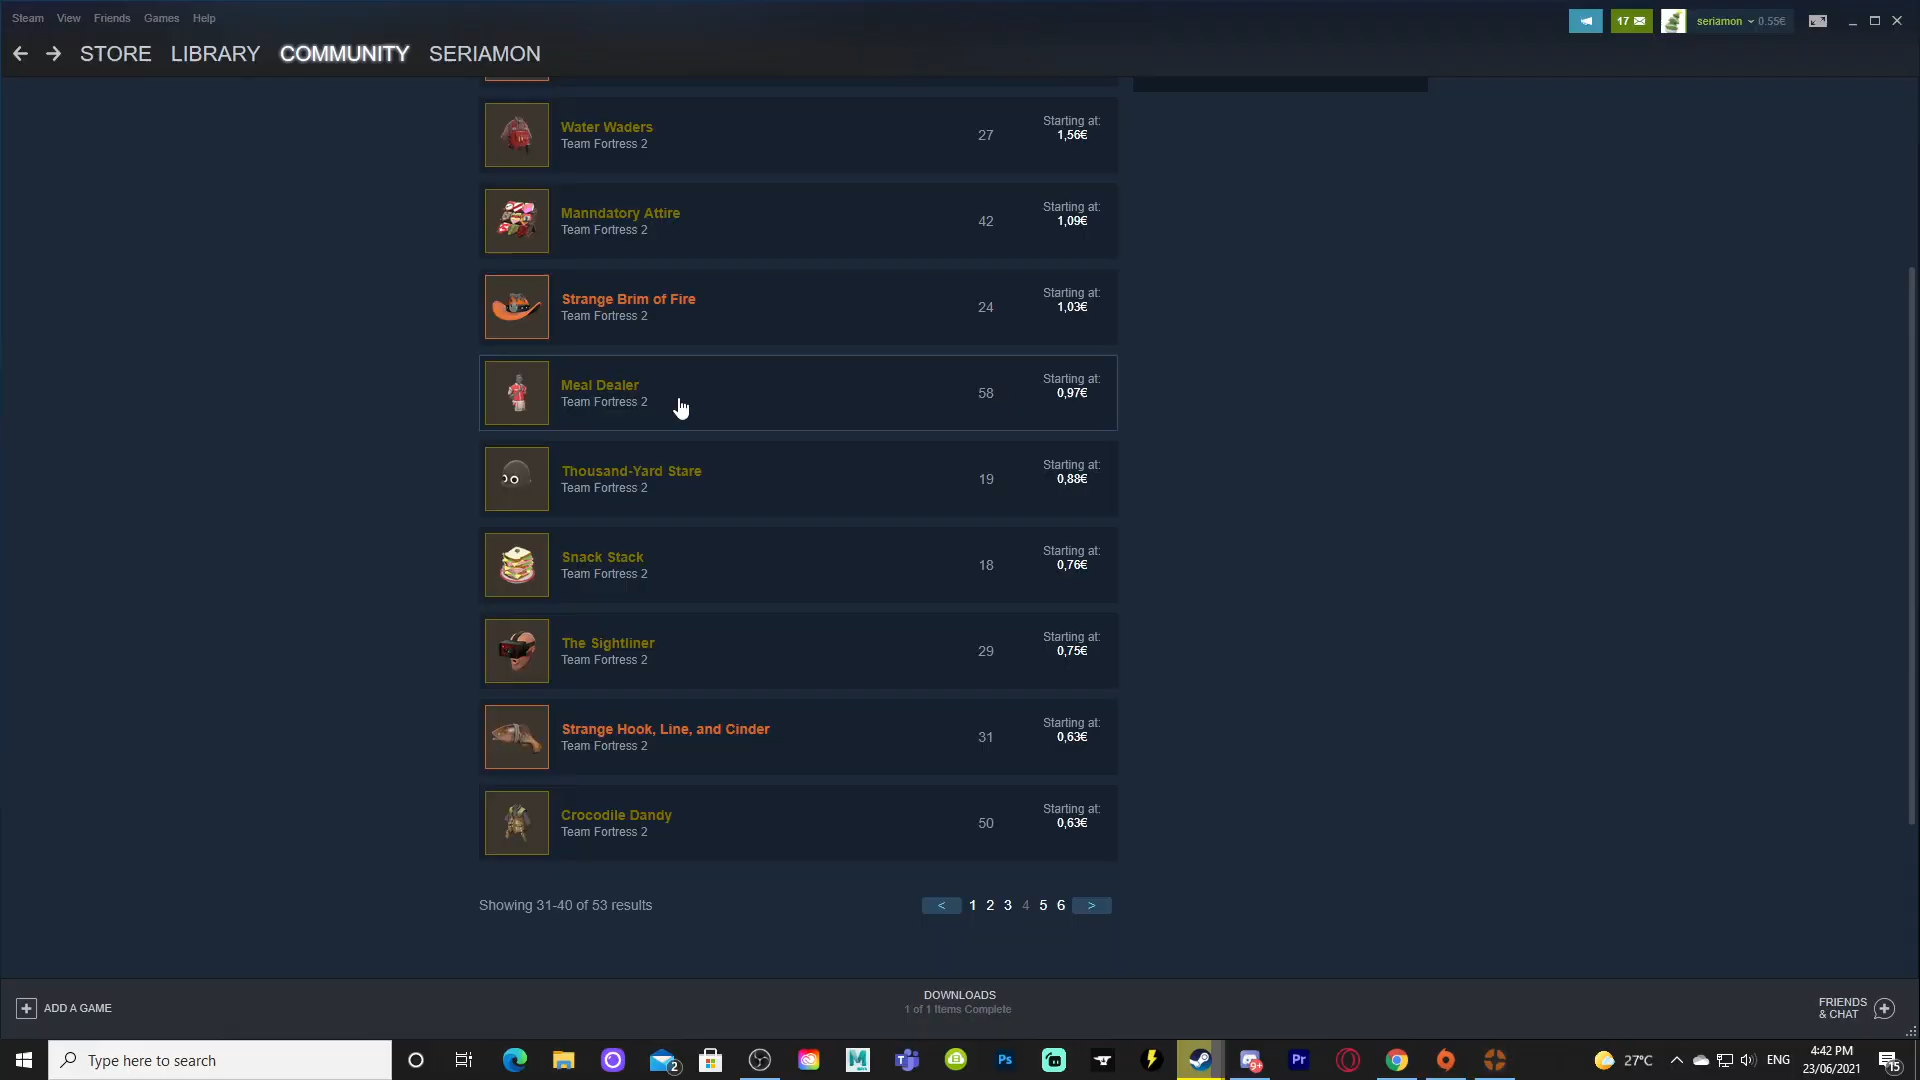 Steam View Friends Games Help
17
seriamon 0.55€
STORE LIBRARY COMMUNITY SERIAMON
Water Waders
Team Fortress 2
27
Starting at:
1,56€
Manndatory Attire
Team Fortress 2
42
Starting at:
1,09€
Strange Brim of Fire
Team Fortress 2
24
Starting at:
1,03€
Meal Dealer
Team Fortress 2
58
Starting at:
0,97€
Thousand-Yard Stare
Team Fortress 2
19
Starting at:
0,88€
Snack Stack
Team Fortress 2
18
Starting at:
0,76€
The Sightliner
Team Fortress 2
29
Starting at:
0,75€
Strange Hook, Line, and Cinder
Team Fortress 2
31
Starting at:
0,63€
Crocodile Dandy
Team Fortress 2
50
Starting at:
0,63€
Showing 31-40 of 53 results
< 1 2 3 4 5 6 >
ADD A GAME
DOWNLOADS
1 of 1 Items Complete
FRIENDS
& CHAT
Type here to search
2
Ps
9+
Pr
27°C
ENG
4:42 PM
23/06/2021
15